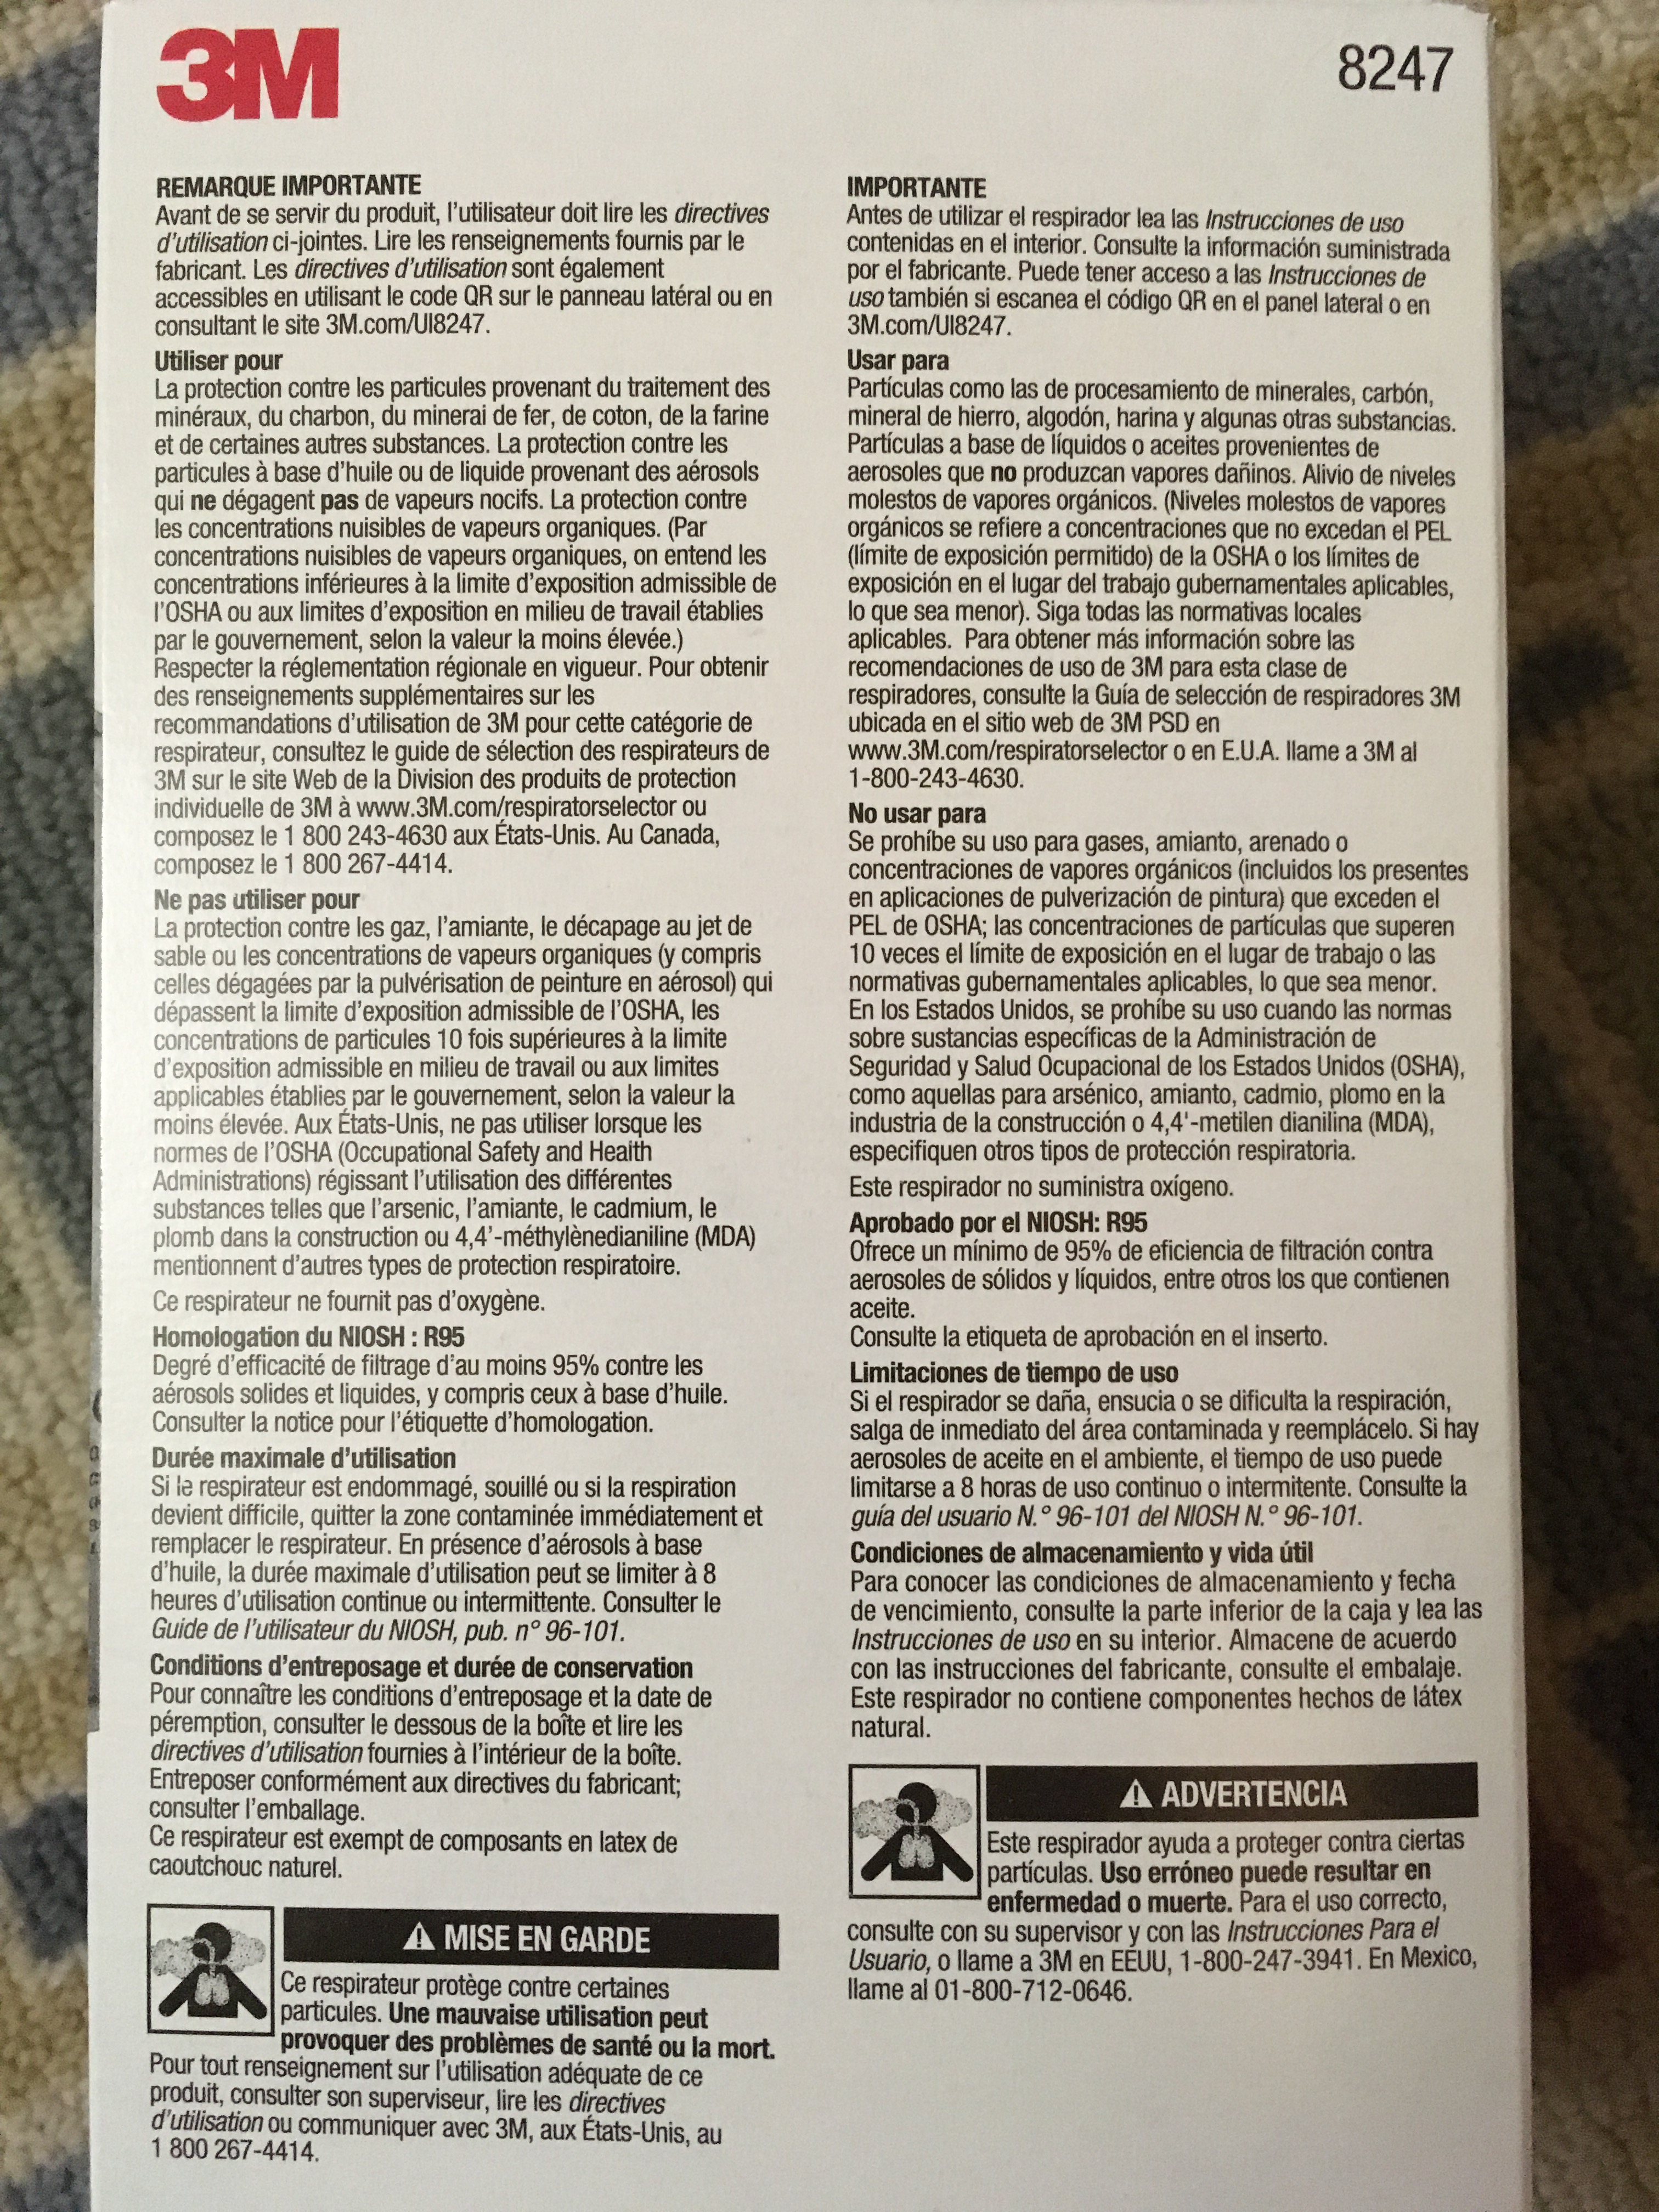 3M
8247
REMARQUE IMPORTANTE
Avant de se servir du produit, l'utilisateur doit lire les directives
d'utilisation ci-jointes. Lire les renseignements fournis par le
fabricant. Les directives d'utilisation sont également
accessibles en utilisant le code QR sur le panneau latéral ou en
consultant le site 3M.com/UI8247.
Utiliser pour
La protection contre les particules provenant du traitement des
minéraux, du charbon, du minerai de fer, de coton, de la farine
et de certaines autres substances. La protection contre les
particules à base d'huile ou de liquide provenant des aérosols
qui ne dégagent pas de vapeurs nocifs. La protection contre
les concentrations nuisibles de vapeurs organiques. (Par
concentrations nuisibles de vapeurs organiques, on entend les
concentrations inférieures à la limite d'exposition admissible de
l'OSHA ou aux limites d'exposition en milieu de travail établies
par le gouvernement, selon la valeur la moins élevée.)
Respecter la réglementation régionale en vigueur. Pour obtenir
des renseignements supplémentaires sur les
recommandations d'utilisation de 3M pour cette catégorie de
respirateur, consultez le guide de sélection des respirateurs de
3M sur le site Web de la Division des produits de protection
individuelle de 3M à www.3M.com/respiratorselector ou
composez le 1 800 243-4630 aux États-Unis. Au Canada,
composez le 1 800 267-4414.
Ne pas utiliser pour
La protection contre les gaz, l'amiante, le décapage au jet de
sable ou les concentrations de vapeurs organiques (y compris
celles dégagées par la pulvérisation de peinture en aérosol) qui
dépassent la limite d'exposition admissible de l'OSHA, les
concentrations de particules 10 fois supérieures à la limite
d'exposition admissible en milieu de travail ou aux limites
applicables établies par le gouvernement, selon la valeur la
moins élevée. Aux États-Unis, ne pas utiliser lorsque les
normes de l'OSHA (Occupational Safety and Health
Administrations) régissant l'utilisation des différentes
substances telles que l'arsenic, l'amiante, le cadmium, le
plomb dans la construction ou 4,4'-méthylènedianiline (MDA)
mentionnent d'autres types de protection respiratoire.
Ce respirateur ne fournit pas d'oxygène.
Homologation du NIOSH : R95
Degré d'efficacité de filtrage d'au moins 95% contre les
aérosols solides et liquides, y compris ceux à base d'huile.
Consulter la notice pour l'étiquette d'homologation.
Durée maximale d'utilisation
Si le respirateur est endommagé, souillé ou si la respiration
devient difficile, quitter la zone contaminée immédiatement et
remplacer le respirateur. En présence d'aérosols à base
d'huile, la durée maximale d'utilisation peut se limiter à 8
heures d'utilisation continue ou intermittente. Consulter le
Guide de l'utilisateur du NIOSH, pub. n° 96-101.
Conditions d'entreposage et durée de conservation
Pour connaître les conditions d'entreposage et la date de
péremption, consulter le dessous de la boîte et lire les
directives d'utilisation fournies à l'intérieur de la boîte.
Entreposer conformément aux directives du fabricant;
consulter l'emballage.
Ce respirateur est exempt de composants en latex de
caoutchouc naturel.
⚠ MISE EN GARDE
Ce respirateur protège contre certaines
particules. Une mauvaise utilisation peut
provoquer des problèmes de santé ou la mort.
Pour tout renseignement sur l'utilisation adéquate de ce
produit, consulter son superviseur, lire les directives
d'utilisation ou communiquer avec 3M, aux États-Unis, au
1 800 267-4414.
IMPORTANTE
Antes de utilizar el respirador lea las Instrucciones de uso
contenidas en el interior. Consulte la información suministrada
por el fabricante. Puede tener acceso a las Instrucciones de
uso también si escanea el código QR en el panel lateral o en
3M.com/UI8247.
Usar para
Partículas como las de procesamiento de minerales, carbón,
mineral de hierro, algodón, harina y algunas otras substancias.
Partículas a base de líquidos o aceites provenientes de
aerosoles que no produzcan vapores dañinos. Alivio de niveles
molestos de vapores orgánicos. (Niveles molestos de vapores
orgánicos se refiere a concentraciones que no excedan el PEL
(límite de exposición permitido) de la OSHA o los límites de
exposición en el lugar del trabajo gubernamentales aplicables,
lo que sea menor). Siga todas las normativas locales
aplicables. Para obtener más información sobre las
recomendaciones de uso de 3M para esta clase de
respiradores, consulte la Guía de selección de respiradores 3M
ubicada en el sitio web de 3M PSD en
www.3M.com/respiratorselector o en E.U.A. llame a 3M al
1-800-243-4630.
No usar para
Se prohíbe su uso para gases, amianto, arenado o
concentraciones de vapores orgánicos (incluidos los presentes
en aplicaciones de pulverización de pintura) que exceden el
PEL de OSHA; las concentraciones de partículas que superen
10 veces el límite de exposición en el lugar de trabajo o las
normativas gubernamentales aplicables, lo que sea menor.
En los Estados Unidos, se prohíbe su uso cuando las normas
sobre sustancias específicas de la Administración de
Seguridad y Salud Ocupacional de los Estados Unidos (OSHA),
como aquellas para arsénico, amianto, cadmio, plomo en la
industria de la construcción o 4,4'-metilen dianilina (MDA),
especifiquen otros tipos de protección respiratoria.
Este respirador no suministra oxígeno.
Aprobado por el NIOSH: R95
Ofrece un mínimo de 95% de eficiencia de filtración contra
aerosoles de sólidos y líquidos, entre otros los que contienen
aceite.
Consulte la etiqueta de aprobación en el inserto.
Limitaciones de tiempo de uso
Si el respirador se daña, ensucia o se dificulta la respiración,
salga de inmediato del área contaminada y reemplácelo. Si hay
aerosoles de aceite en el ambiente, el tiempo de uso puede
limitarse a 8 horas de uso continuo o intermitente. Consulte la
guía del usuario N.° 96-101 del NIOSH N.° 96-101.
Condiciones de almacenamiento y vida útil
Para conocer las condiciones de almacenamiento y fecha
de vencimiento, consulte la parte inferior de la caja y lea las
Instrucciones de uso en su interior. Almacene de acuerdo
con las instrucciones del fabricante, consulte el embalaje.
Este respirador no contiene componentes hechos de látex
natural.
⚠ ADVERTENCIA
Este respirador ayuda a proteger contra ciertas
partículas. Uso erróneo puede resultar en
enfermedad o muerte. Para el uso correcto,
consulte con su supervisor y con las Instrucciones Para el
Usuario, o llame a 3M en EEUU, 1-800-247-3941. En Mexico,
llame al 01-800-712-0646.